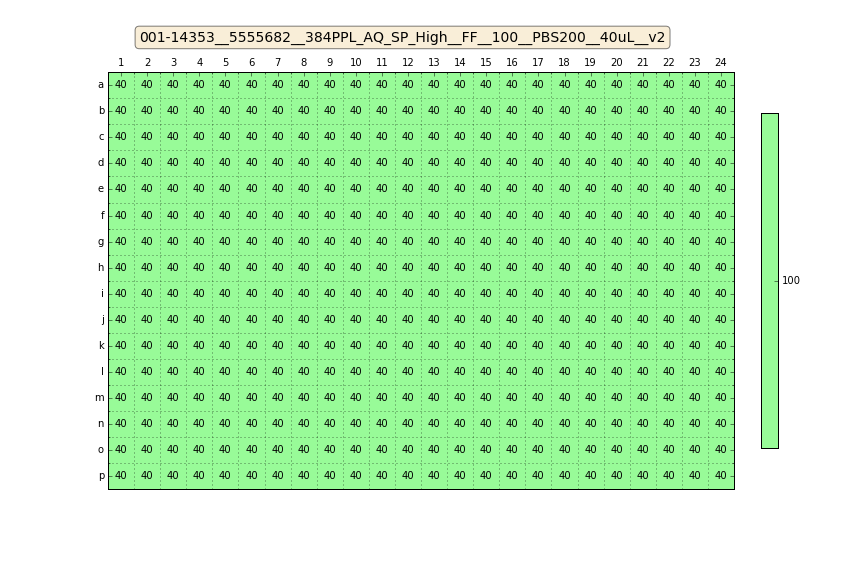 001-14353__5555682__384PPL_AQ_SP_High__FF__100__PBS200__40uL__v2
1 2 3 4 5 6 7 8 9 10 11 12 13 14 15 16 17 18 19 20 21 22 23 24
a 40 40 40 40 40 40 40 40 40 40 40 40 40 40 40 40 40 40 40 40 40 40 40 40
b 40 40 40 40 40 40 40 40 40 40 40 40 40 40 40 40 40 40 40 40 40 40 40 40
c 40 40 40 40 40 40 40 40 40 40 40 40 40 40 40 40 40 40 40 40 40 40 40 40
d 40 40 40 40 40 40 40 40 40 40 40 40 40 40 40 40 40 40 40 40 40 40 40 40
e 40 40 40 40 40 40 40 40 40 40 40 40 40 40 40 40 40 40 40 40 40 40 40 40
f 40 40 40 40 40 40 40 40 40 40 40 40 40 40 40 40 40 40 40 40 40 40 40 40
g 40 40 40 40 40 40 40 40 40 40 40 40 40 40 40 40 40 40 40 40 40 40 40 40
h 40 40 40 40 40 40 40 40 40 40 40 40 40 40 40 40 40 40 40 40 40 40 40 40
100
i 40 40 40 40 40 40 40 40 40 40 40 40 40 40 40 40 40 40 40 40 40 40 40 40
j 40 40 40 40 40 40 40 40 40 40 40 40 40 40 40 40 40 40 40 40 40 40 40 40
k 40 40 40 40 40 40 40 40 40 40 40 40 40 40 40 40 40 40 40 40 40 40 40 40
l 40 40 40 40 40 40 40 40 40 40 40 40 40 40 40 40 40 40 40 40 40 40 40 40
m 40 40 40 40 40 40 40 40 40 40 40 40 40 40 40 40 40 40 40 40 40 40 40 40
n 40 40 40 40 40 40 40 40 40 40 40 40 40 40 40 40 40 40 40 40 40 40 40 40
o 40 40 40 40 40 40 40 40 40 40 40 40 40 40 40 40 40 40 40 40 40 40 40 40
p 40 40 40 40 40 40 40 40 40 40 40 40 40 40 40 40 40 40 40 40 40 40 40 40